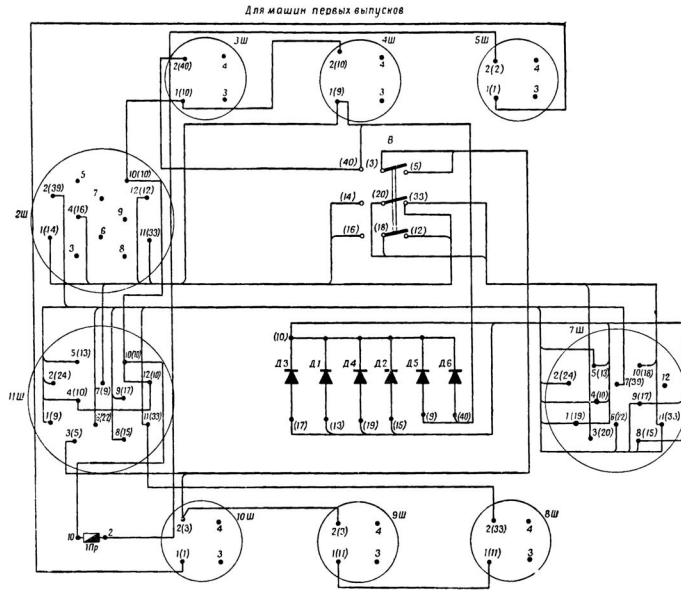 Для машин первых выпусков
3Ш 4Ш 5Ш
2(40) 4 2(10) 4 2(2) 4
1(10) 3 1(9) 3 1(1) 3
В
(40) (3) (5)
(14) (20) (33)
(16) (18) (12)
2Ш
5 10(10)
2(39) 7 12(12)
4(16) 9
1(14) 6 11(33)
3 8
11Ш
5(13) 10(10)
2(24) 7(9) 12(10)
4(10) 9(17)
1(9) 6(22) 11(33)
3(5) 8(15)
(10)
Д3 Д1 Д4 Д2 Д5 Д6
(17) (13) (19) (15) (9) (40)
7Ш
5(13) 10(18)
2(24) 7(39) 12
4(10) 9(17)
1(19) 6(22) 11(33)
3(20) 8(15)
10 1Пр 2
10Ш 9Ш 8Ш
2(3) 4 2(3) 4 2(33) 4
1(1) 3 1(11) 3 1(11) 3